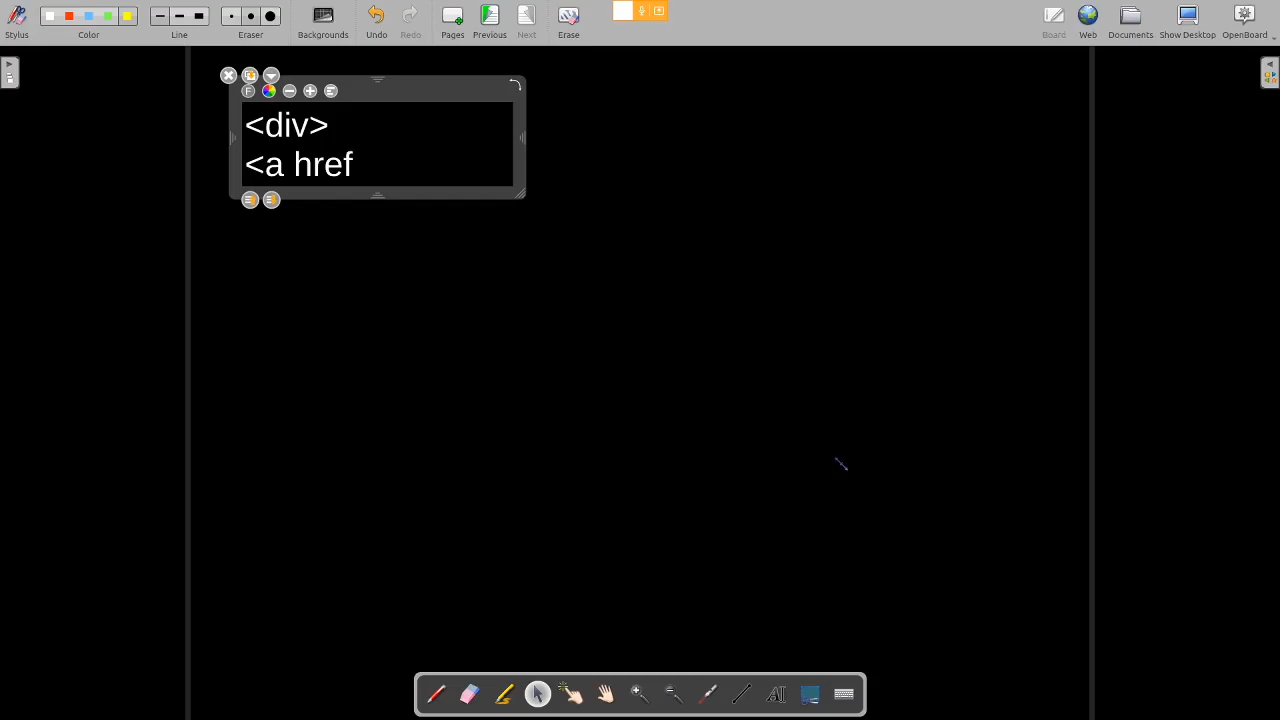 Stylus
Color
Line
Eraser
Backgrounds
Undo
Redo
Pages
Previous
Next
Erase
Board
Web
Documents
Show Desktop
OpenBoard
F
<div>
<a href
AI